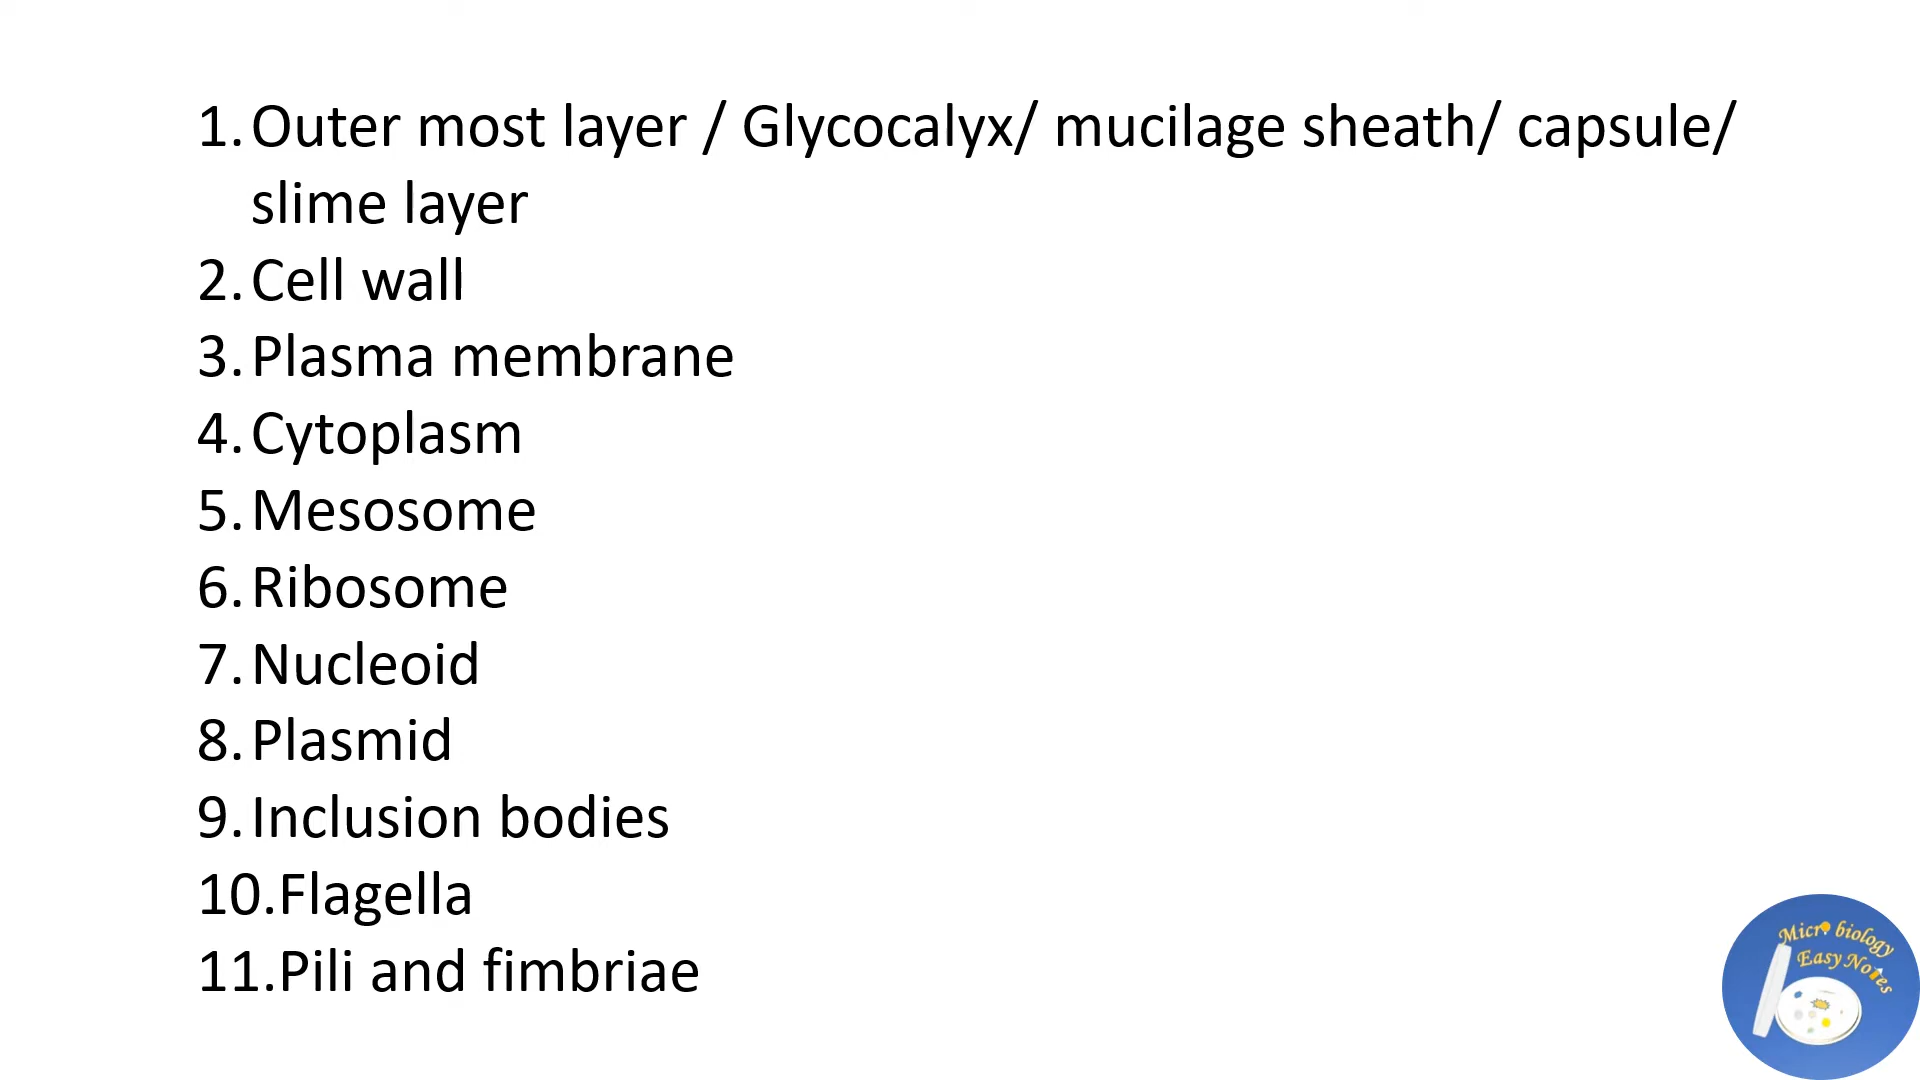 1. Outer most layer / Glycocalyx/ mucilage sheath/ capsule/
slime layer
2. Cell wall
3. Plasma membrane
4. Cytoplasm
5. Mesosome
6. Ribosome
7. Nucleoid
8. Plasmid
9. Inclusion bodies
10.Flagella
11.Pili and fimbriae
Micro biology
Easy Notes